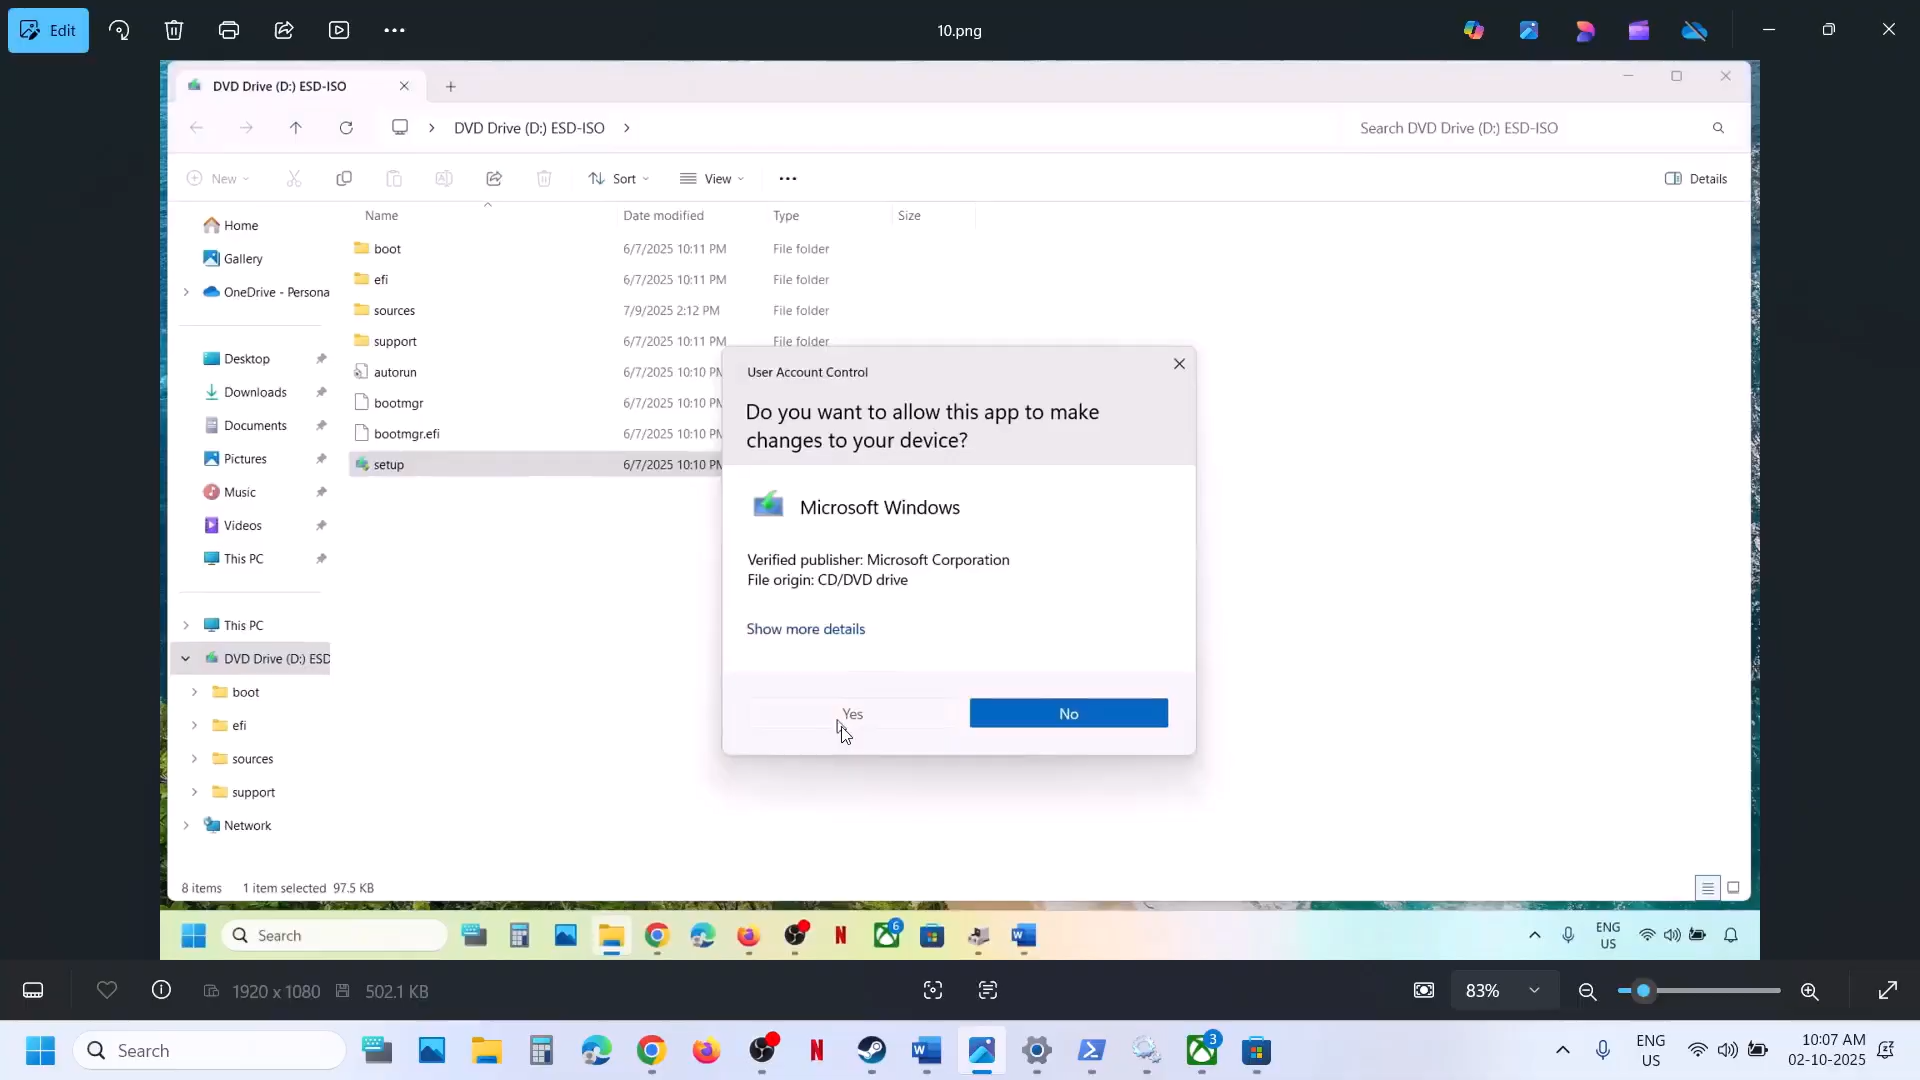 Edit
10.png
DVD Drive (D:) ESD-ISO
DVD Drive (D:) ESD-ISO
Search DVD Drive (D:) ESD-ISO
New
Sort
View
Details
Name Date modified Type Size
Home
Gallery
OneDrive - Persona
Desktop
Downloads
Documents
Pictures
Music
Videos
This PC
This PC
DVD Drive (D:) ESD
boot
efi
sources
support
Network
boot 6/7/2025 10:11 PM File folder
efi 6/7/2025 10:11 PM File folder
sources 7/9/2025 2:12 PM File folder
support 6/7/2025 10:11 PM File folder
autorun 6/7/2025 10:10 PM
bootmgr 6/7/2025 10:10 PM
bootmgr.efi 6/7/2025 10:10 PM
setup 6/7/2025 10:10 PM
User Account Control
Do you want to allow this app to make
changes to your device?
Microsoft Windows
Verified publisher: Microsoft Corporation
File origin: CD/DVD drive
Show more details
Yes
No
8 items 1 item selected 97.5 KB
Search
6
ENG
US
1920 x 1080 502.1 KB
83%
Search
3
ENG
US
10:07 AM
02-10-2025